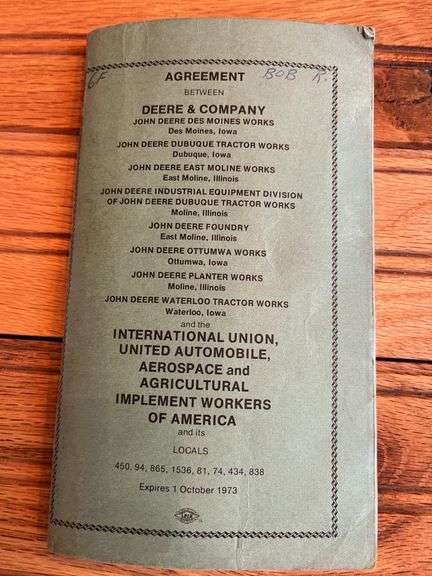 AGREEMENT
BOB R.
BETWEEN
DEERE & COMPANY
JOHN DEERE DES MOINES WORKS
Des Moines, Iowa
JOHN DEERE DUBUQUE TRACTOR WORKS
Dubuque, Iowa
JOHN DEERE EAST MOLINE WORKS
East Moline, Illinois
JOHN DEERE INDUSTRIAL EQUIPMENT DIVISION
OF JOHN DEERE DUBUQUE TRACTOR WORKS
Moline, Illinois
JOHN DEERE FOUNDRY
East Moline, Illinois
JOHN DEERE OTTUMWA WORKS
Ottumwa, Iowa
JOHN DEERE PLANTER WORKS
Moline, Illinois
JOHN DEERE WATERLOO TRACTOR WORKS
Waterloo, Iowa
and the
INTERNATIONAL UNION,
UNITED AUTOMOBILE,
AEROSPACE and
AGRICULTURAL
IMPLEMENT WORKERS
OF AMERICA
and its
LOCALS
450, 94, 865, 1536, 81, 74, 434, 838
Expires 1 October 1973